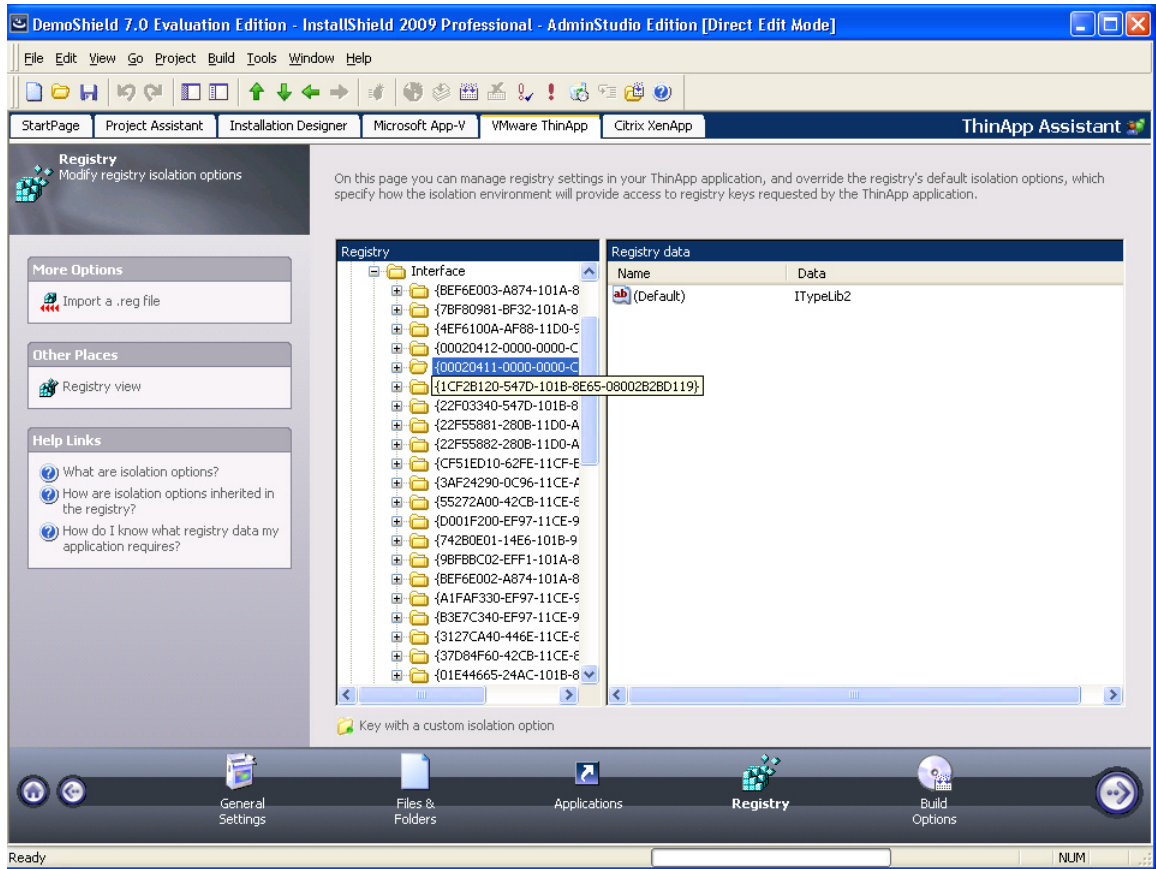 DemoShield 7.0 Evaluation Edition - InstallShield 2009 Professional - AdminStudio Edition [Direct Edit Mode]
File Edit View Go Project Build Tools Window Help
StartPage Project Assistant Installation Designer Microsoft App-V VMware ThinApp Citrix XenApp ThinApp Assistant
Registry
Modify registry isolation options
On this page you can manage registry settings in your ThinApp application, and override the registry's default isolation options, which
specify how the isolation environment will provide access to registry keys requested by the ThinApp application.
More Options
Import a .reg file
Other Places
Registry view
Help Links
What are isolation options?
How are isolation options inherited in
the registry?
How do I know what registry data my
application requires?
Registry
Interface
{BEF6E003-A874-101A-8
{7BF80981-BF32-101A-8
{4EF6100A-AF88-11D0-9
{00020412-0000-0000-C
{00020411-0000-0000-C
{1CF2B120-547D-101B-8E65-08002B2BD119}
{22F03340-547D-101B-8
{22F55881-280B-11D0-A
{22F55882-280B-11D0-A
{CF51ED10-62FE-11CF-E
{3AF24290-0C96-11CE-A
{55272A00-42CB-11CE-8
{D001F200-EF97-11CE-9
{742B0E01-14E6-101B-9
{9BFBBC02-EFF1-101A-8
{BEF6E002-A874-101A-8
{A1FAF330-EF97-11CE-9
{B3E7C340-EF97-11CE-9
{3127CA40-446E-11CE-8
{37D84F60-42CB-11CE-8
{01E44665-24AC-101B-8
Registry data
Name Data
ab (Default) ITypeLib2
Key with a custom isolation option
General
Settings
Files &
Folders
Applications
Registry
Build
Options
Ready NUM